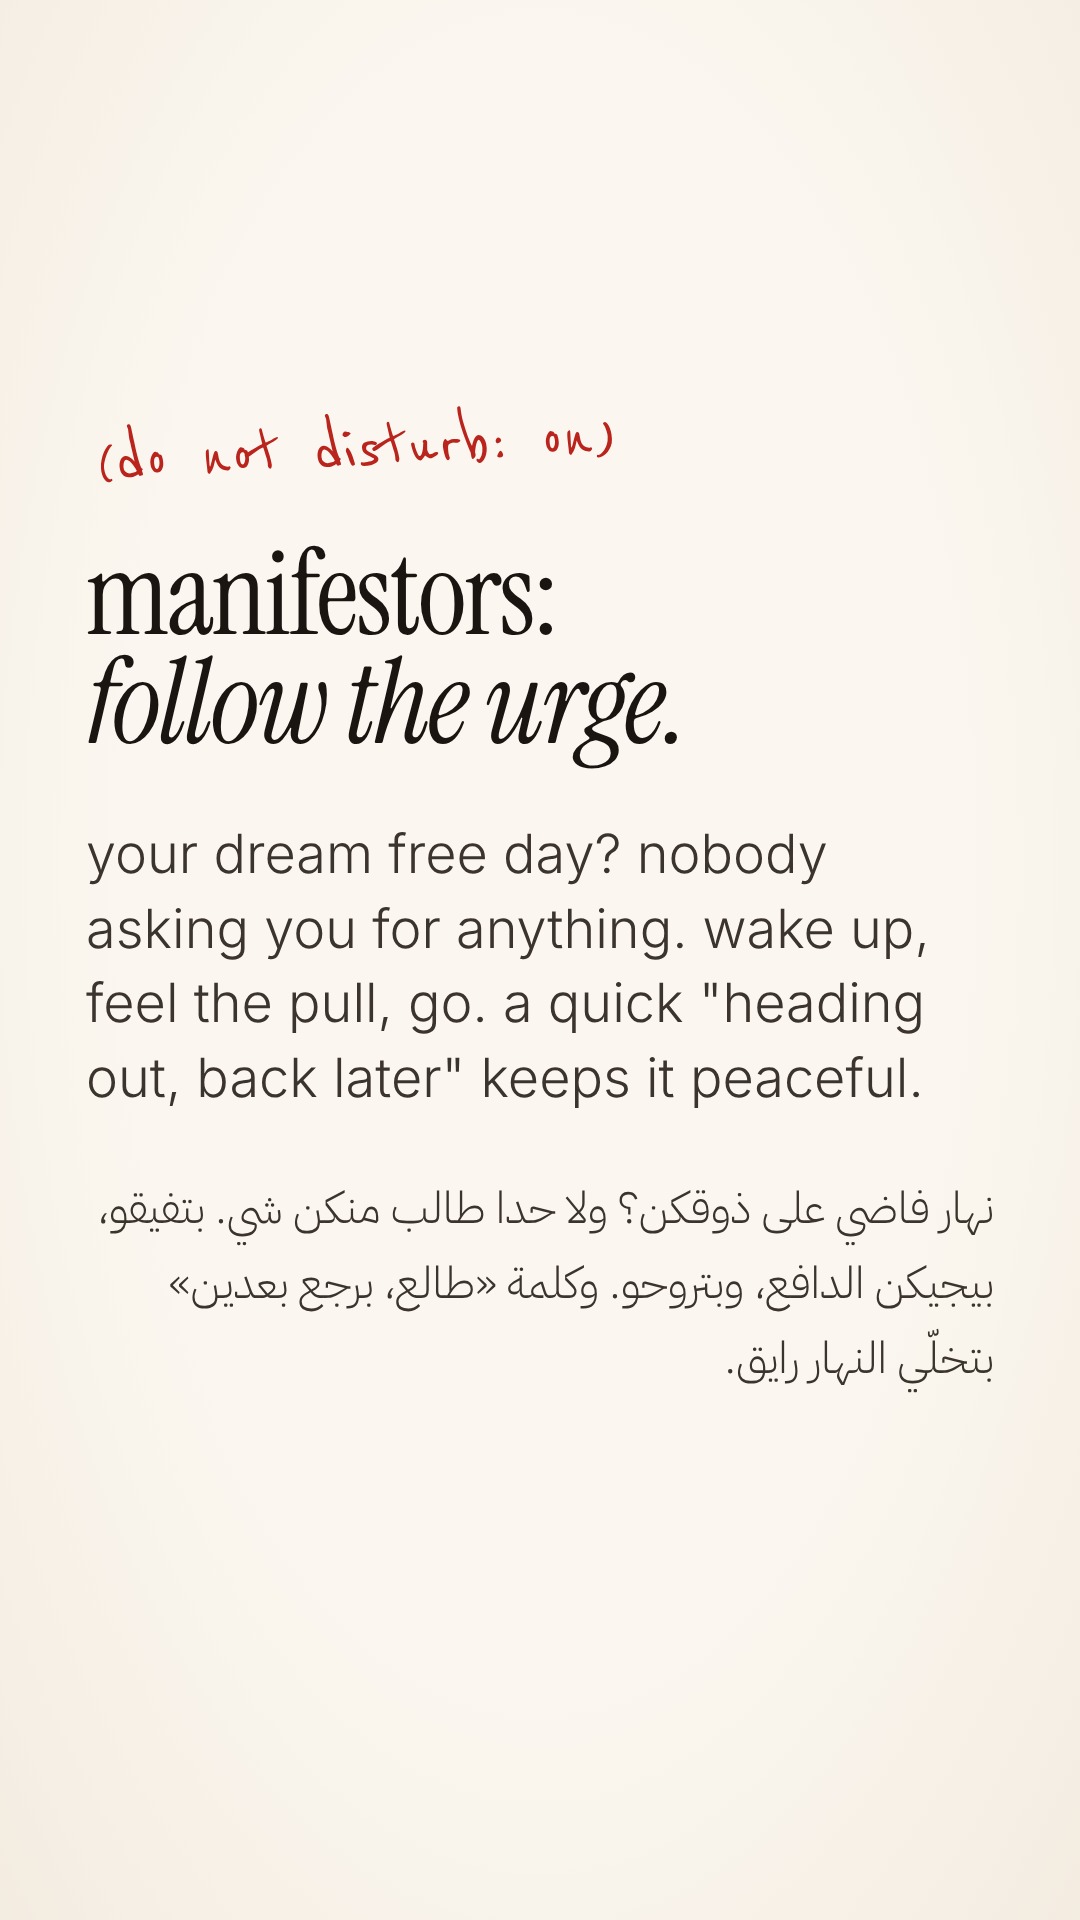 (do not disturb: on)
manifestors:
follow the urge.
your dream free day? nobody
asking you for anything. wake up,
feel the pull, go. a quick "heading
out, back later" keeps it peaceful.
نهار فاضي على ذوقكن؟ ولا حدا طالب منكن شي. بتفيقو،
بيجيكن الدافع، وبتروحو. وكلمة «طالع، برجع بعدين»
بتخلّي النهار رايق.